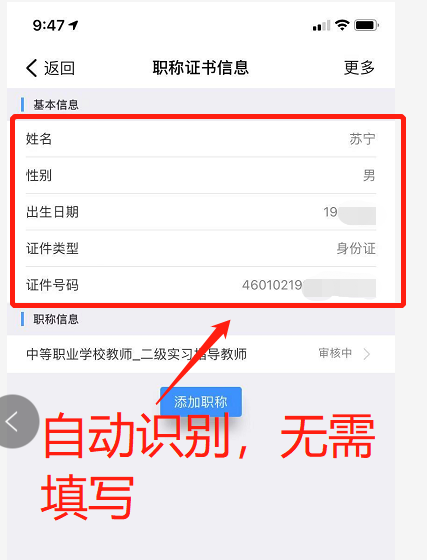 9:47
返回
职称证书信息
更多
基本信息
姓名 苏宁
性别 男
出生日期 19
证件类型 身份证
证件号码 46010219
职称信息
中等职业学校教师_二级实习指导教师 审核中
添加职称
自动识别，无需
填写